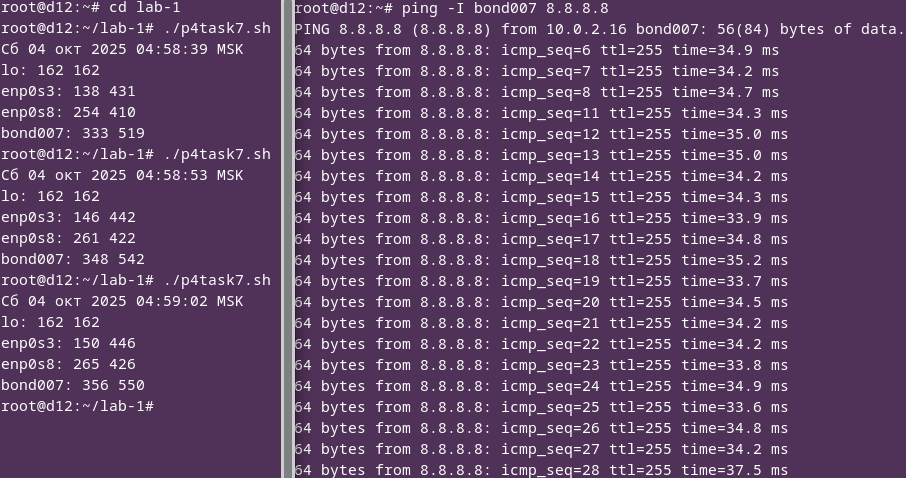 root@d12:~# cd lab-1
root@d12:~/lab-1# ./p4task7.sh
Сб 04 окт 2025 04:58:39 MSK
lo: 162 162
enp0s3: 138 431
enp0s8: 254 410
bond007: 333 519
root@d12:~/lab-1# ./p4task7.sh
Сб 04 окт 2025 04:58:53 MSK
lo: 162 162
enp0s3: 146 442
enp0s8: 261 422
bond007: 348 542
root@d12:~/lab-1# ./p4task7.sh
Сб 04 окт 2025 04:59:02 MSK
lo: 162 162
enp0s3: 150 446
enp0s8: 265 426
bond007: 356 550
root@d12:~/lab-1#
root@d12:~# ping -I bond007 8.8.8.8
PING 8.8.8.8 (8.8.8.8) from 10.0.2.16 bond007: 56(84) bytes of data.
64 bytes from 8.8.8.8: icmp_seq=6 ttl=255 time=34.9 ms
64 bytes from 8.8.8.8: icmp_seq=7 ttl=255 time=34.2 ms
64 bytes from 8.8.8.8: icmp_seq=8 ttl=255 time=34.7 ms
64 bytes from 8.8.8.8: icmp_seq=11 ttl=255 time=34.3 ms
64 bytes from 8.8.8.8: icmp_seq=12 ttl=255 time=35.0 ms
64 bytes from 8.8.8.8: icmp_seq=13 ttl=255 time=35.0 ms
64 bytes from 8.8.8.8: icmp_seq=14 ttl=255 time=34.2 ms
64 bytes from 8.8.8.8: icmp_seq=15 ttl=255 time=34.3 ms
64 bytes from 8.8.8.8: icmp_seq=16 ttl=255 time=33.9 ms
64 bytes from 8.8.8.8: icmp_seq=17 ttl=255 time=34.8 ms
64 bytes from 8.8.8.8: icmp_seq=18 ttl=255 time=35.2 ms
64 bytes from 8.8.8.8: icmp_seq=19 ttl=255 time=33.7 ms
64 bytes from 8.8.8.8: icmp_seq=20 ttl=255 time=34.5 ms
64 bytes from 8.8.8.8: icmp_seq=21 ttl=255 time=34.2 ms
64 bytes from 8.8.8.8: icmp_seq=22 ttl=255 time=34.2 ms
64 bytes from 8.8.8.8: icmp_seq=23 ttl=255 time=33.8 ms
64 bytes from 8.8.8.8: icmp_seq=24 ttl=255 time=34.9 ms
64 bytes from 8.8.8.8: icmp_seq=25 ttl=255 time=33.6 ms
64 bytes from 8.8.8.8: icmp_seq=26 ttl=255 time=34.8 ms
64 bytes from 8.8.8.8: icmp_seq=27 ttl=255 time=34.2 ms
64 bytes from 8.8.8.8: icmp_seq=28 ttl=255 time=37.5 ms